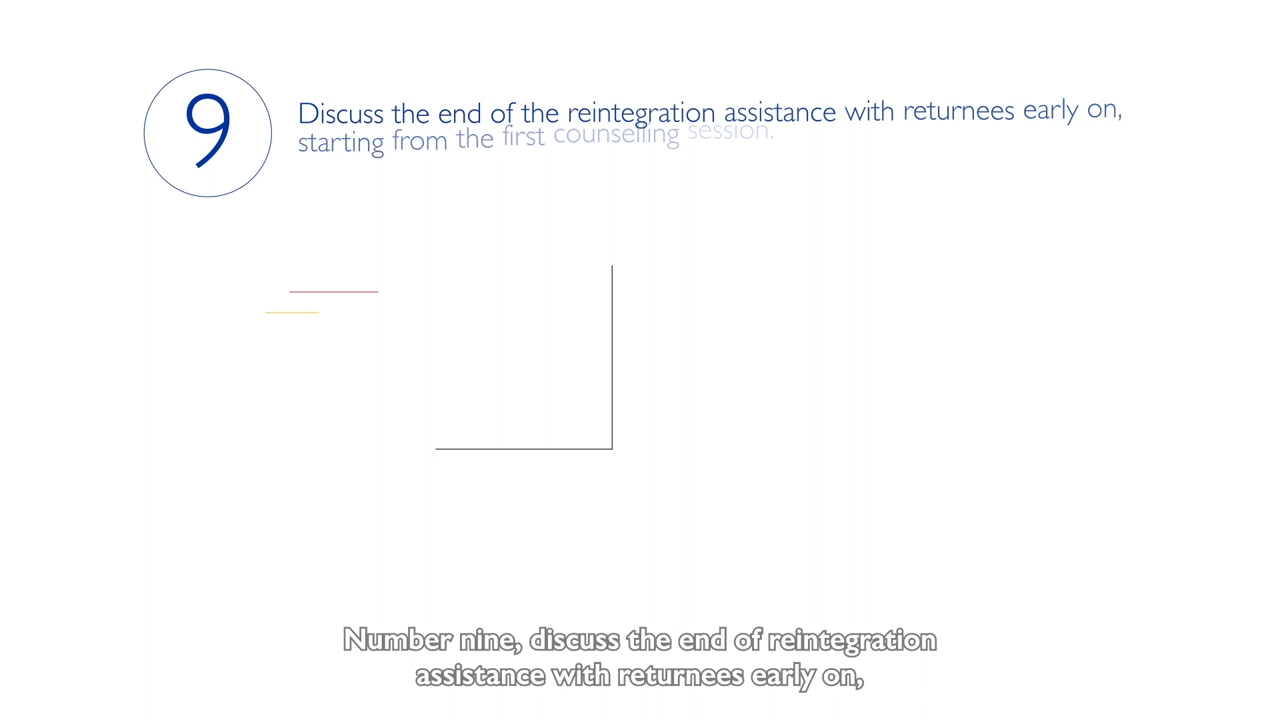 9
Discuss the end of the reintegration assistance with returnees early on,
starting from the first counselling session.
Number nine, discuss the end of reintegration
assistance with returnees early on,